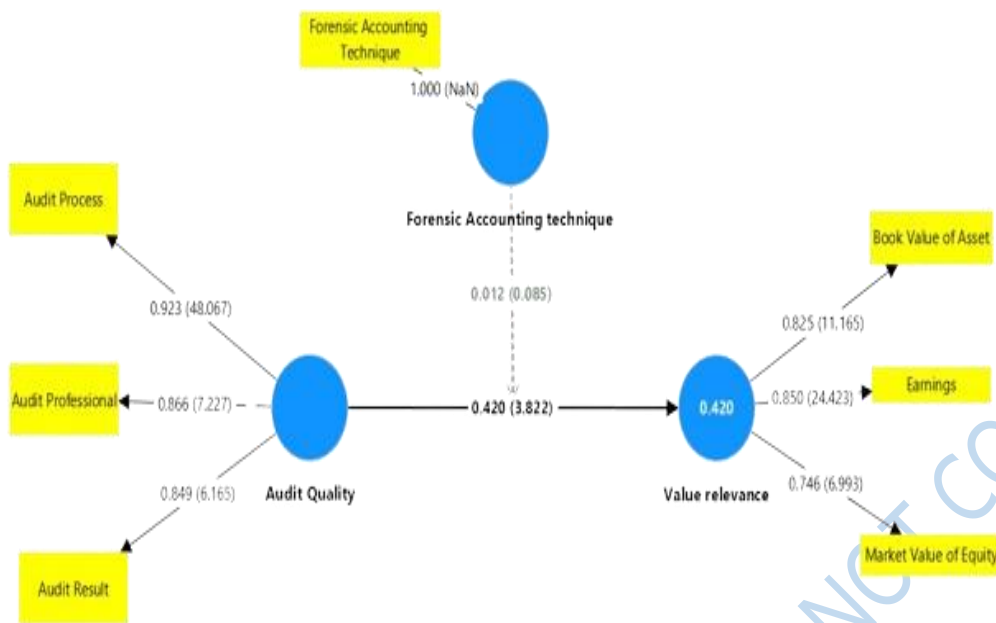 Forensic Accounting
Technique
1.000 (NaN)
Forensic Accounting technique
0.012 (0.085)
Audit Process
0.923 (48.067)
Audit Professional
0.866 (7.227)
0.849 (6.165)
Audit Result
Audit Quality
0.420 (3.822)
0.420
Value relevance
Book Value of Asset
0.825 (11.165)
Earnings
0.850 (24.423)
0.746 (6.993)
Market Value of Equity